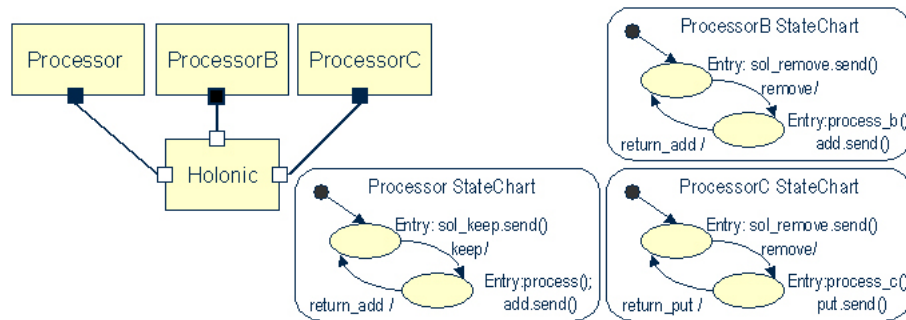 Processor
ProcessorB
ProcessorC
Holonic
ProcessorB StateChart
Entry: sol_remove.send()
remove/
Entry:process_b()
add.send()
return_add /
Processor StateChart
Entry: sol_keep.send()
keep/
Entry:process();
add.send()
return_add /
ProcessorC StateChart
Entry: sol_remove.send()
remove/
Entry:process_c()
put.send()
return_put /